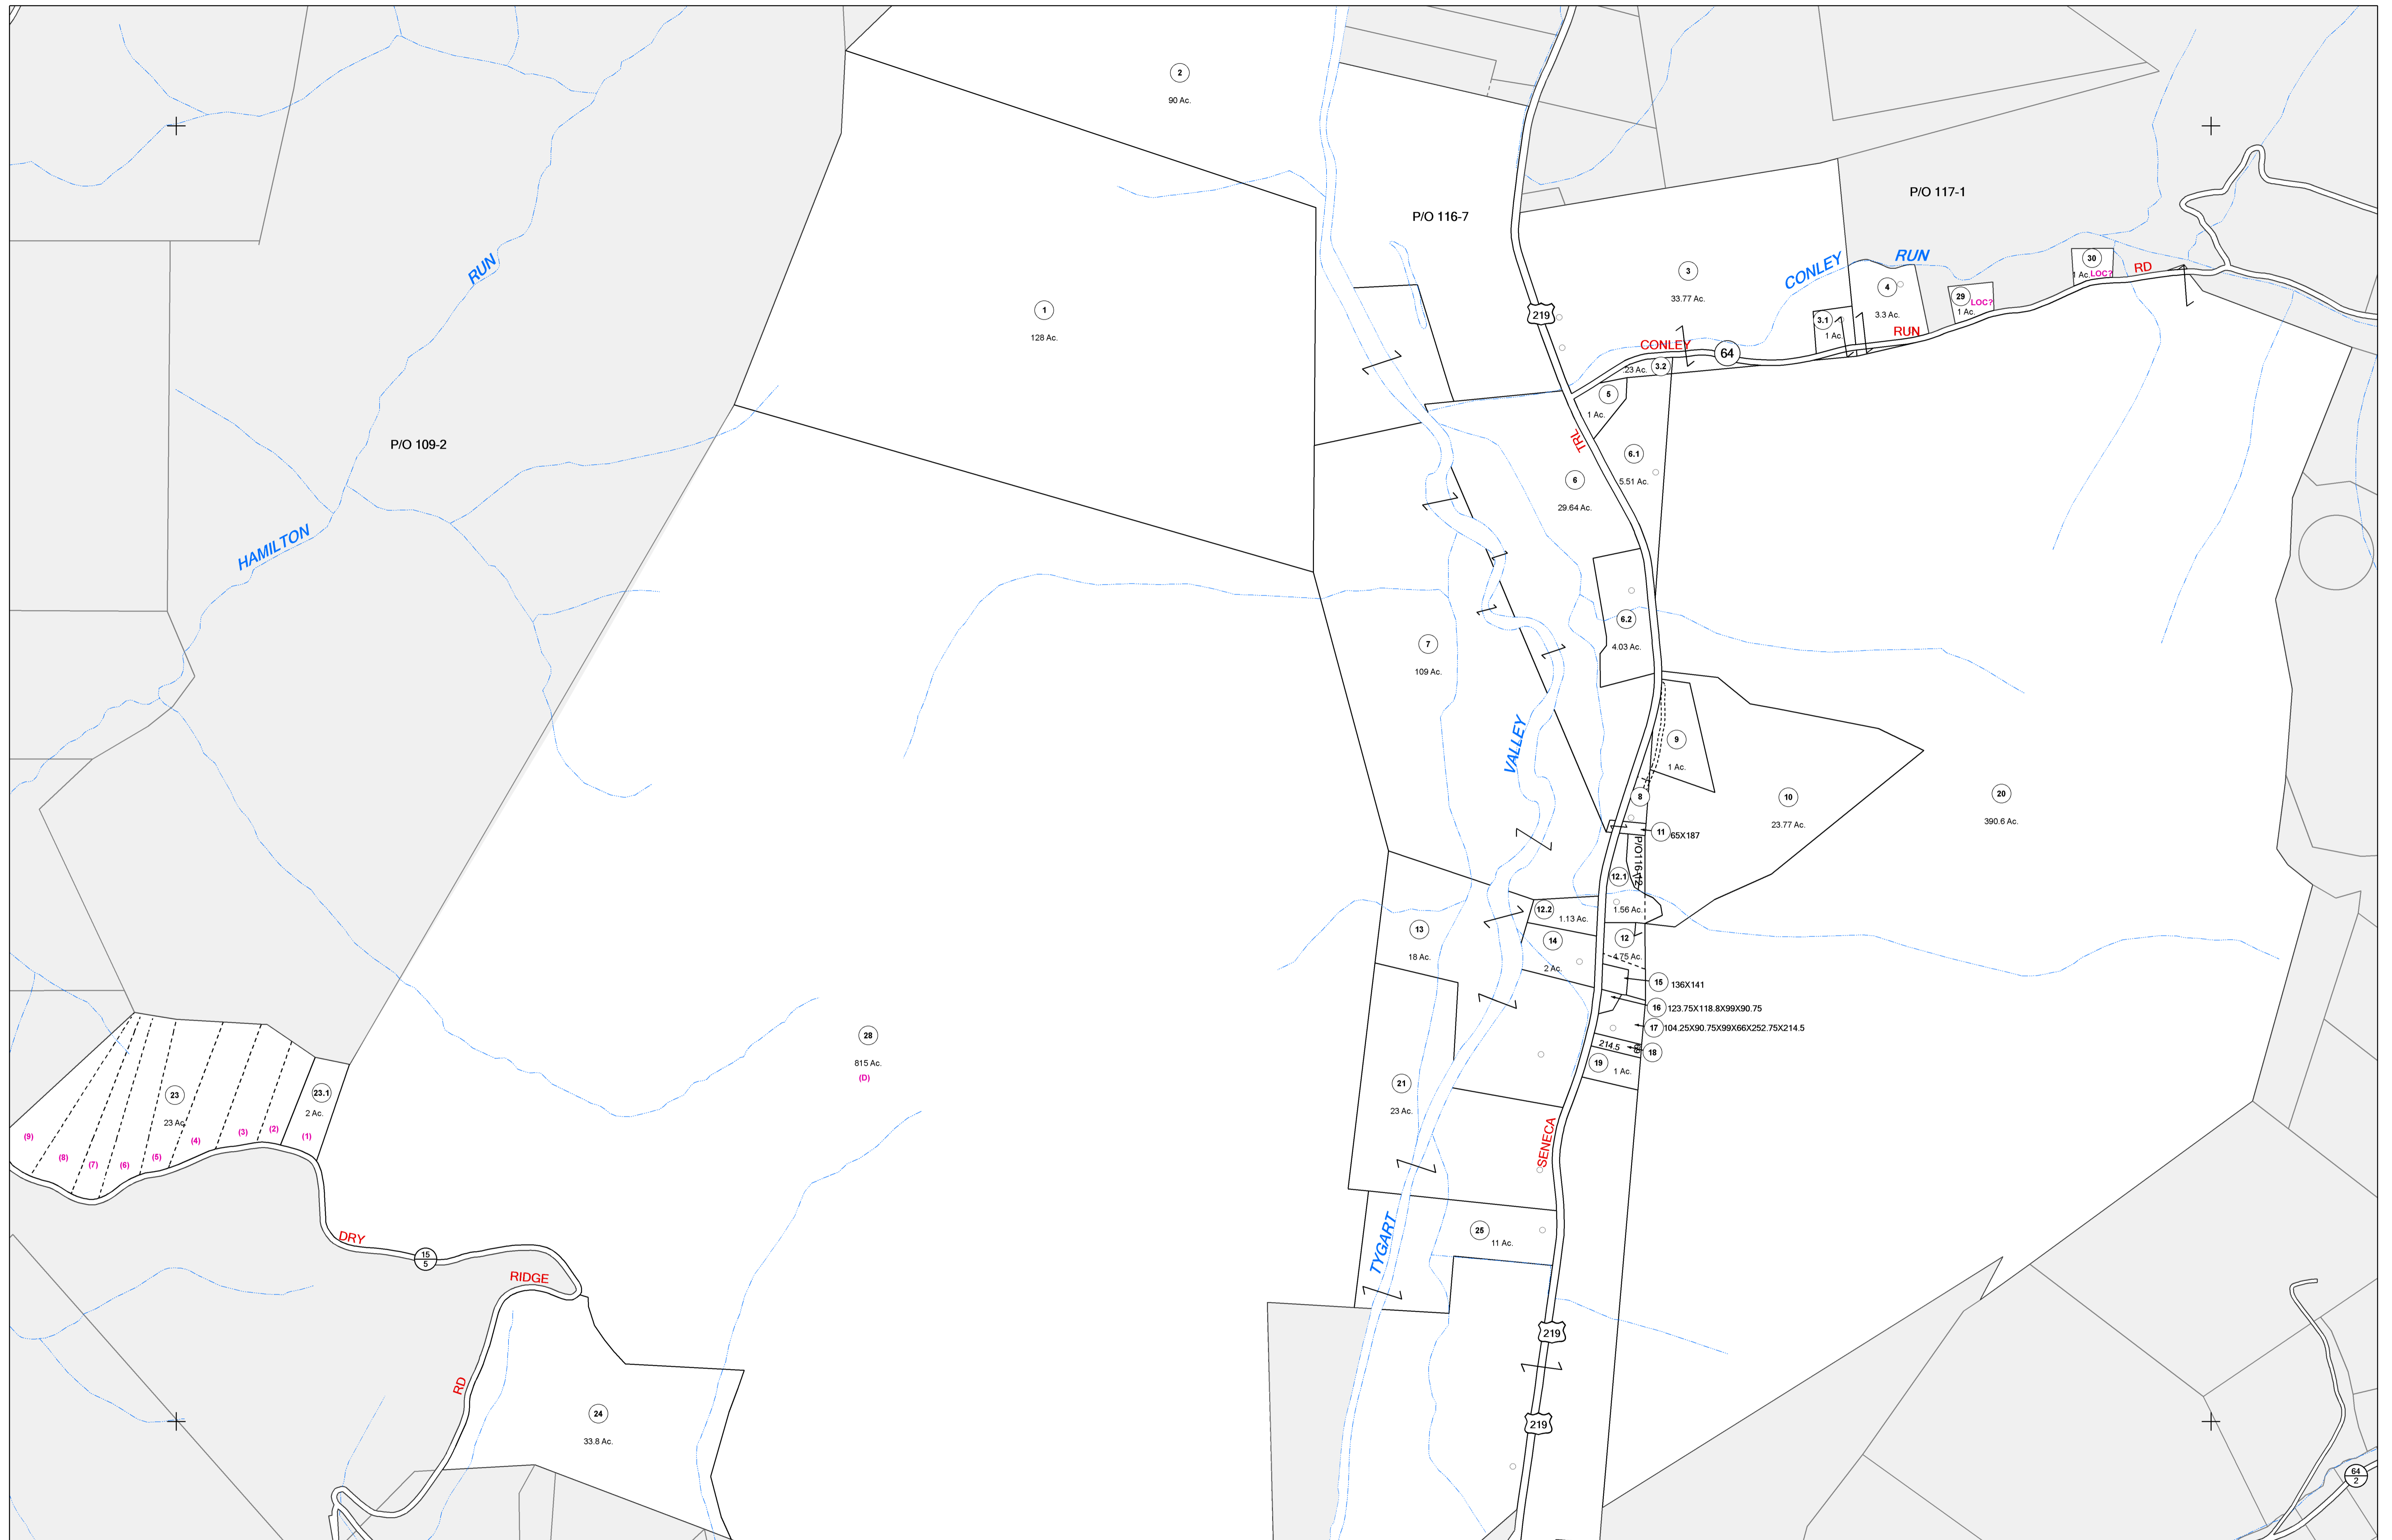 2
90 Ac.
P/O 116-7
P/O 117-1
RUN
CONLEY
RUN
30
1 Ac.
LOC?
RD
3
33.77 Ac.
4
3.3 Ac.
29
LOC?
1 Ac.
1
128 Ac.
219
3.1
1 Ac.
RUN
CONLEY
64
.23 Ac.
3.2
5
1 Ac.
P/O 109-2
TRL
6.1
5.51 Ac.
6
29.64 Ac.
HAMILTON
6.2
4.03 Ac.
7
109 Ac.
VALLEY
9
1 Ac.
8
10
23.77 Ac.
20
390.6 Ac.
11
65X187
12.1
1.56 Ac.
12.2
1.13 Ac.
13
18 Ac.
14
2 Ac.
12
4.75 Ac.
15
136X141
16
123.75X118.8X99X90.75
17
104.25X90.75X99X66X252.75X214.5
28
815 Ac.
(D)
214.5
18
19
1 Ac.
21
23 Ac.
23
23 Ac.
23.1
2 Ac.
(9)
(8)
(7)
(6)
(5)
(4)
(3)
(2)
(1)
SENECA
TYGART
25
11 Ac.
DRY
15
5
RIDGE
219
RD
24
33.8 Ac.
219
64
2